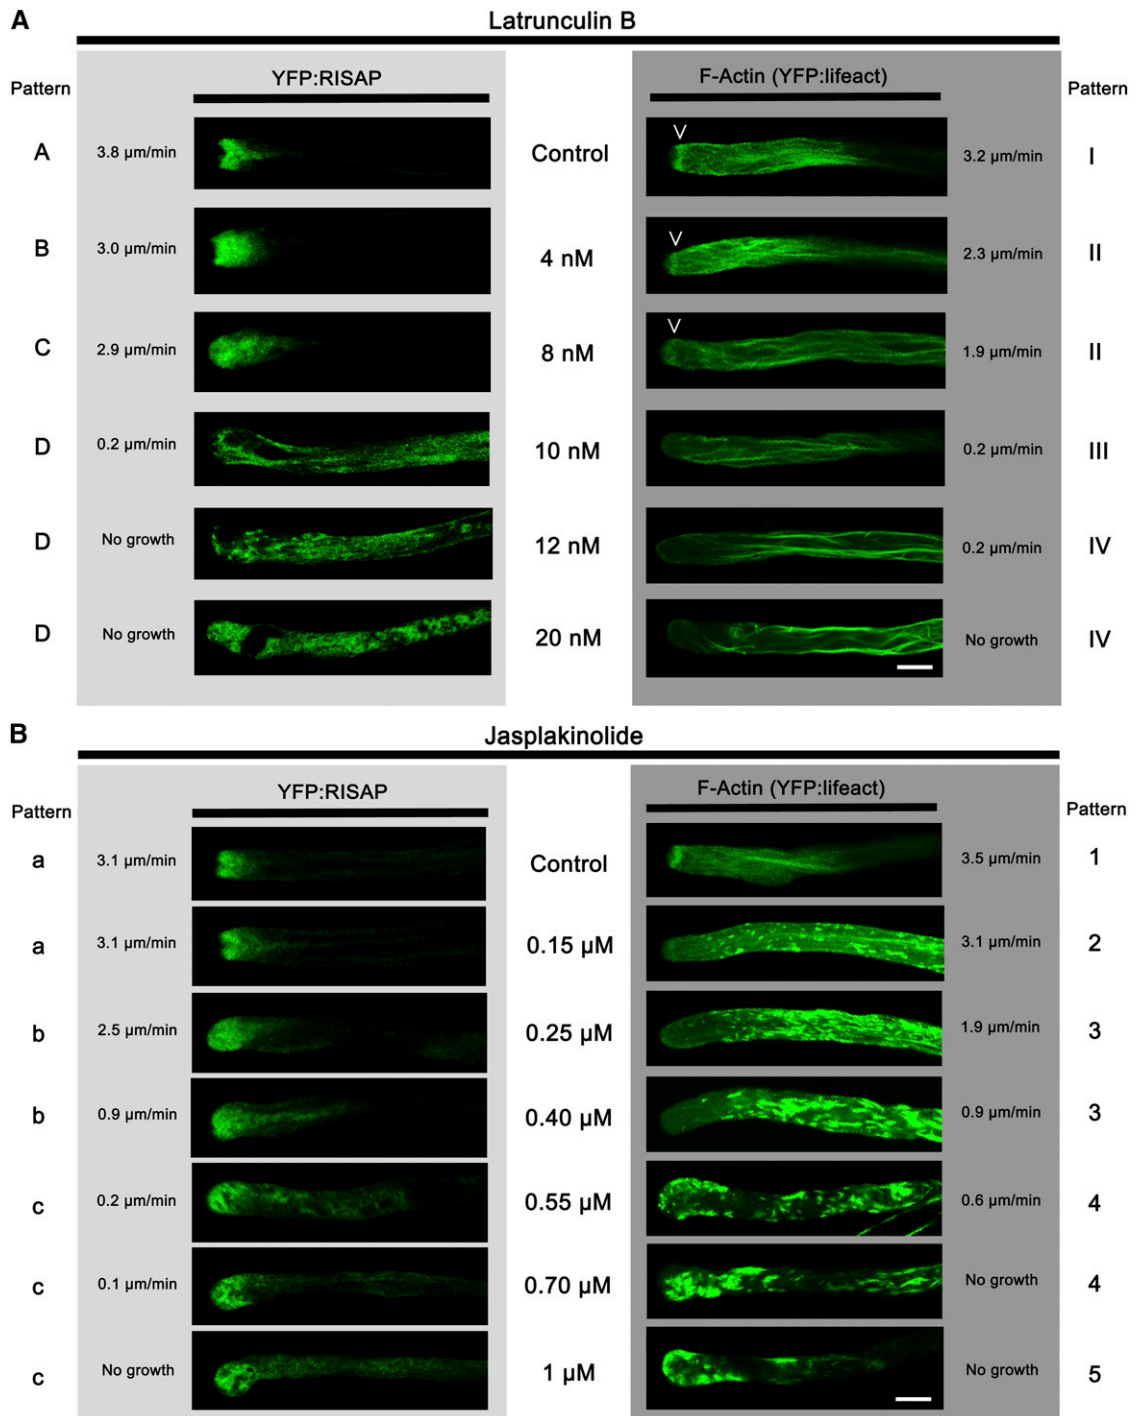 A
Latrunculin B
Pattern YFP:RISAP F-Actin (YFP:lifeact) Pattern
A 3.8 µm/min Control 3.2 µm/min I
B 3.0 µm/min 4 nM 2.3 µm/min II
C 2.9 µm/min 8 nM 1.9 µm/min II
D 0.2 µm/min 10 nM 0.2 µm/min III
D No growth 12 nM 0.2 µm/min IV
D No growth 20 nM No growth IV
B
Jasplakinolide
Pattern YFP:RISAP F-Actin (YFP:lifeact) Pattern
a 3.1 µm/min Control 3.5 µm/min 1
a 3.1 µm/min 0.15 µM 3.1 µm/min 2
b 2.5 µm/min 0.25 µM 1.9 µm/min 3
b 0.9 µm/min 0.40 µM 0.9 µm/min 3
c 0.2 µm/min 0.55 µM 0.6 µm/min 4
c 0.1 µm/min 0.70 µM No growth 4
c No growth 1 µM No growth 5